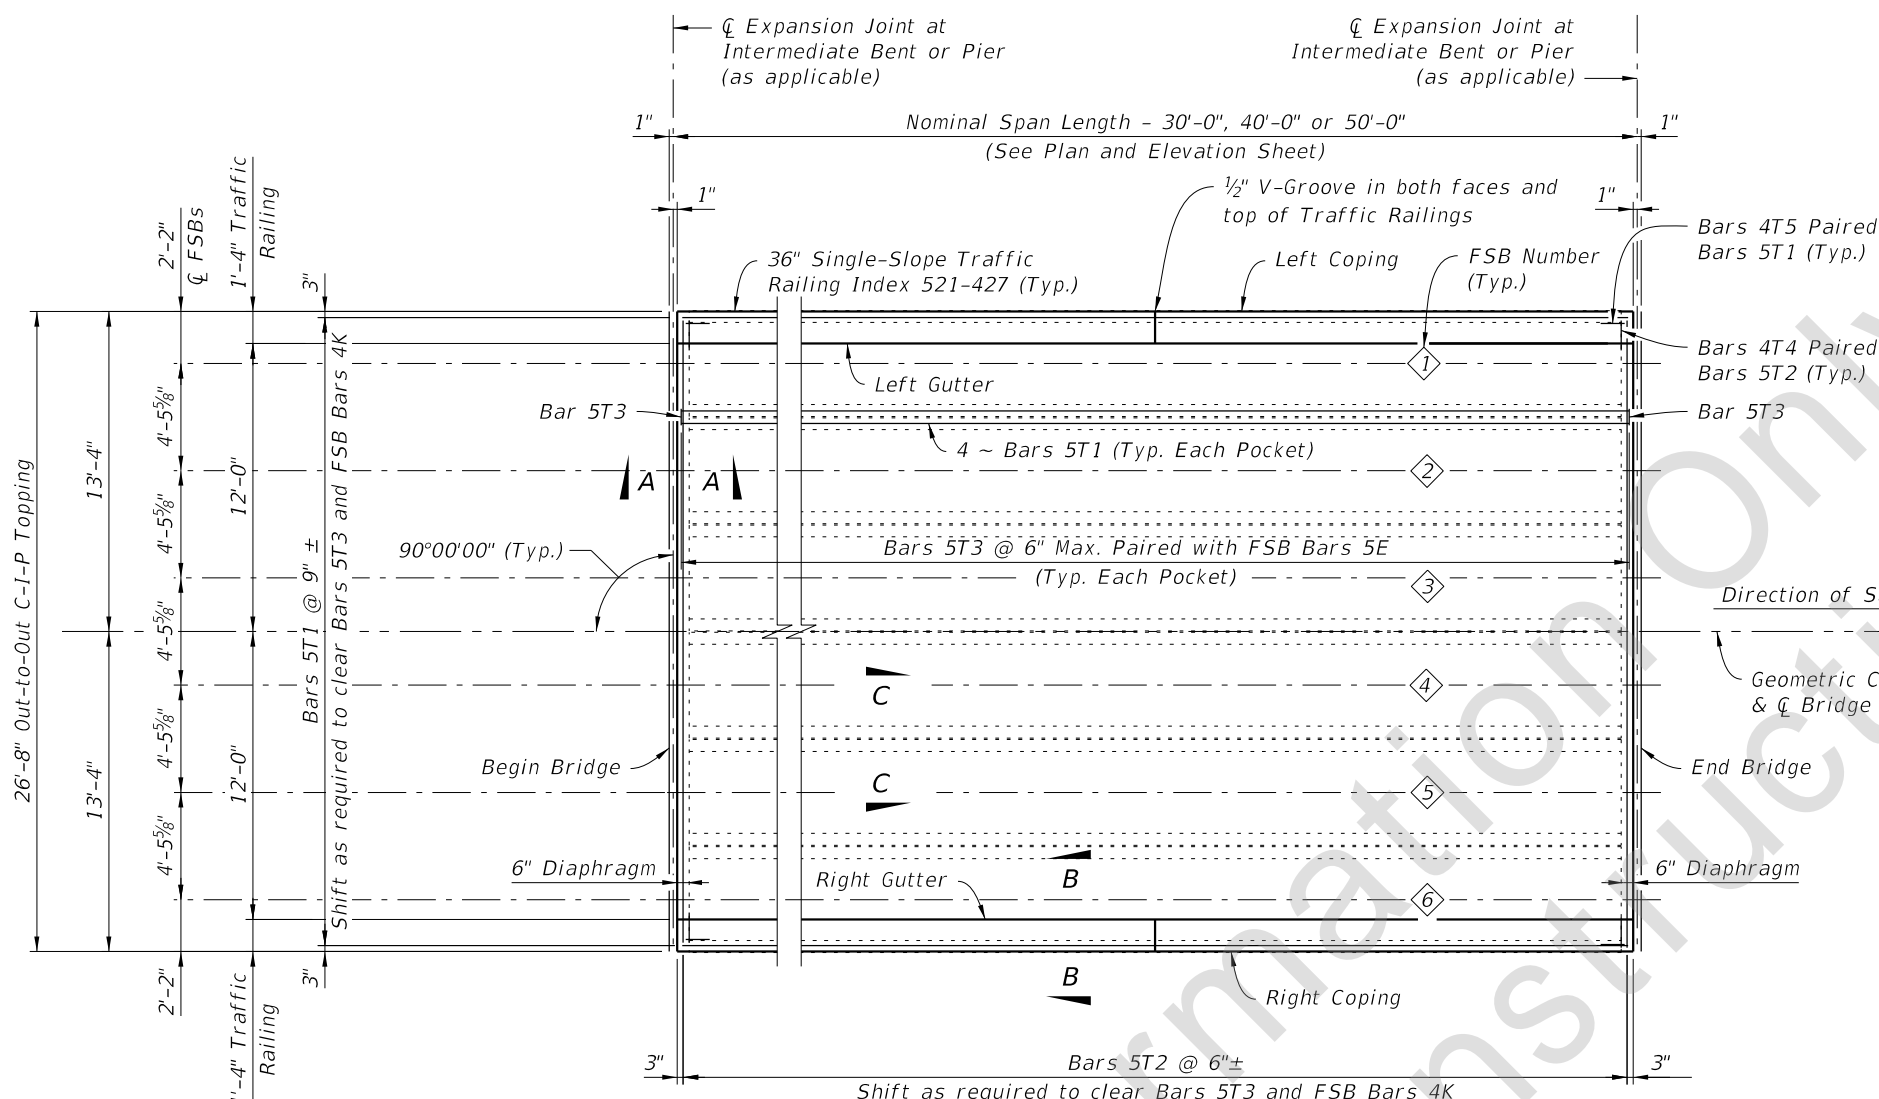 ℄ Expansion Joint at
Intermediate Bent or Pier
(as applicable)
℄ Expansion Joint at
Intermediate Bent or Pier
(as applicable)
1"
Nominal Span Length – 30'–0", 40'–0" or 50'–0"
1"
(See Plan and Elevation Sheet)
1"
½" V–Groove in both faces and
top of Traffic Railings
1"
Bars 4T5 Paired
Bars 5T1 (Typ.)
2'–2"
℄ FSBs
1'–4" Traffic
Railing
3"
36" Single–Slope Traffic
Railing Index 521–427 (Typ.)
Left Coping
FSB Number
(Typ.)
Bars 4T4 Paired
Bars 5T2 (Typ.)
1
Left Gutter
Bar 5T3
Bar 5T3
4 ~ Bars 5T1 (Typ. Each Pocket)
A
A
2
90°00'00" (Typ.)
Bars 5T3 @ 6" Max. Paired with FSB Bars 5E
(Typ. Each Pocket)
3
Direction of S
26'–8" Out–to–Out C–I–P Topping
13'–4"
13'–4"
4'–5⅝"
4'–5⅝"
4'–5⅝"
4'–5⅝"
4'–5⅝"
12'–0"
12'–0"
Bars 5T1 @ 9" ±
Shift as required to clear Bars 5T3 and FSB Bars 4K
C
4
Geometric C
& ℄ Bridge
Begin Bridge
End Bridge
C
5
6" Diaphragm
B
Right Gutter
6" Diaphragm
6
2'–2"
'–4" Traffic
Railing
3"
B
Right Coping
3"
Bars 5T2 @ 6"±
3"
Shift as required to clear Bars 5T3 and FSB Bars 4K